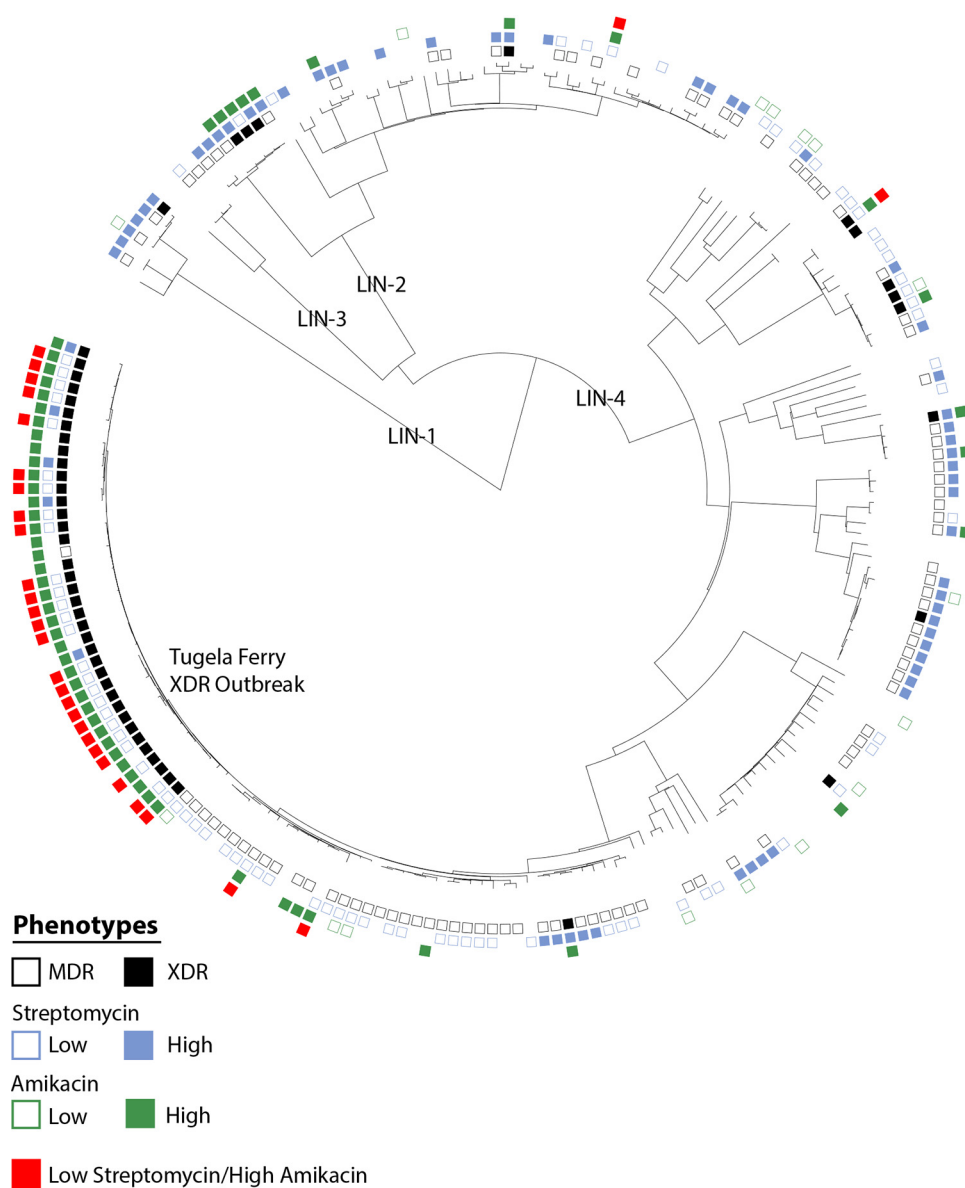 LIN-2
LIN-3
LIN-4
LIN-1
Tugela Ferry
XDR Outbreak
Phenotypes
MDR XDR
Streptomycin
Low High
Amikacin
Low High
Low Streptomycin/High Amikacin